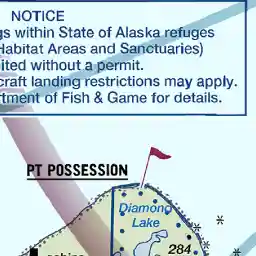 NOTICE
gs within State of Alaska refuges
Habitat Areas and Sanctuaries)
ited without a permit.
craft landing restrictions may apply.
rtment of Fish & Game for details.
PT POSSESSION
Diamond
Lake
284
cabins